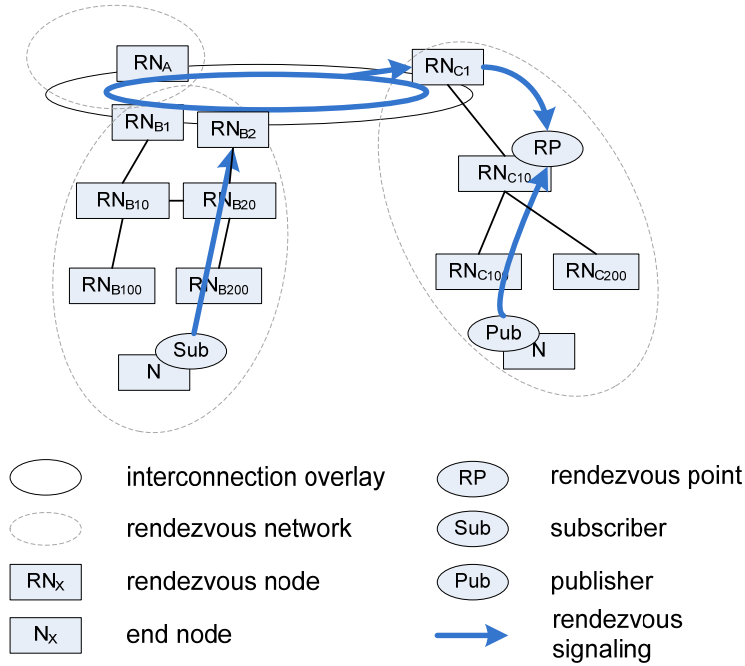 RNA
RNC1
RNB1
RNB2
RP
RNC10
RNB10
RNB20
RNC100
RNC200
RNB100
RNB200
Pub
Sub
N
N
interconnection overlay
RP
rendezvous point
rendezvous network
Sub
subscriber
RNX
rendezvous node
Pub
publisher
NX
end node
rendezvous
signaling